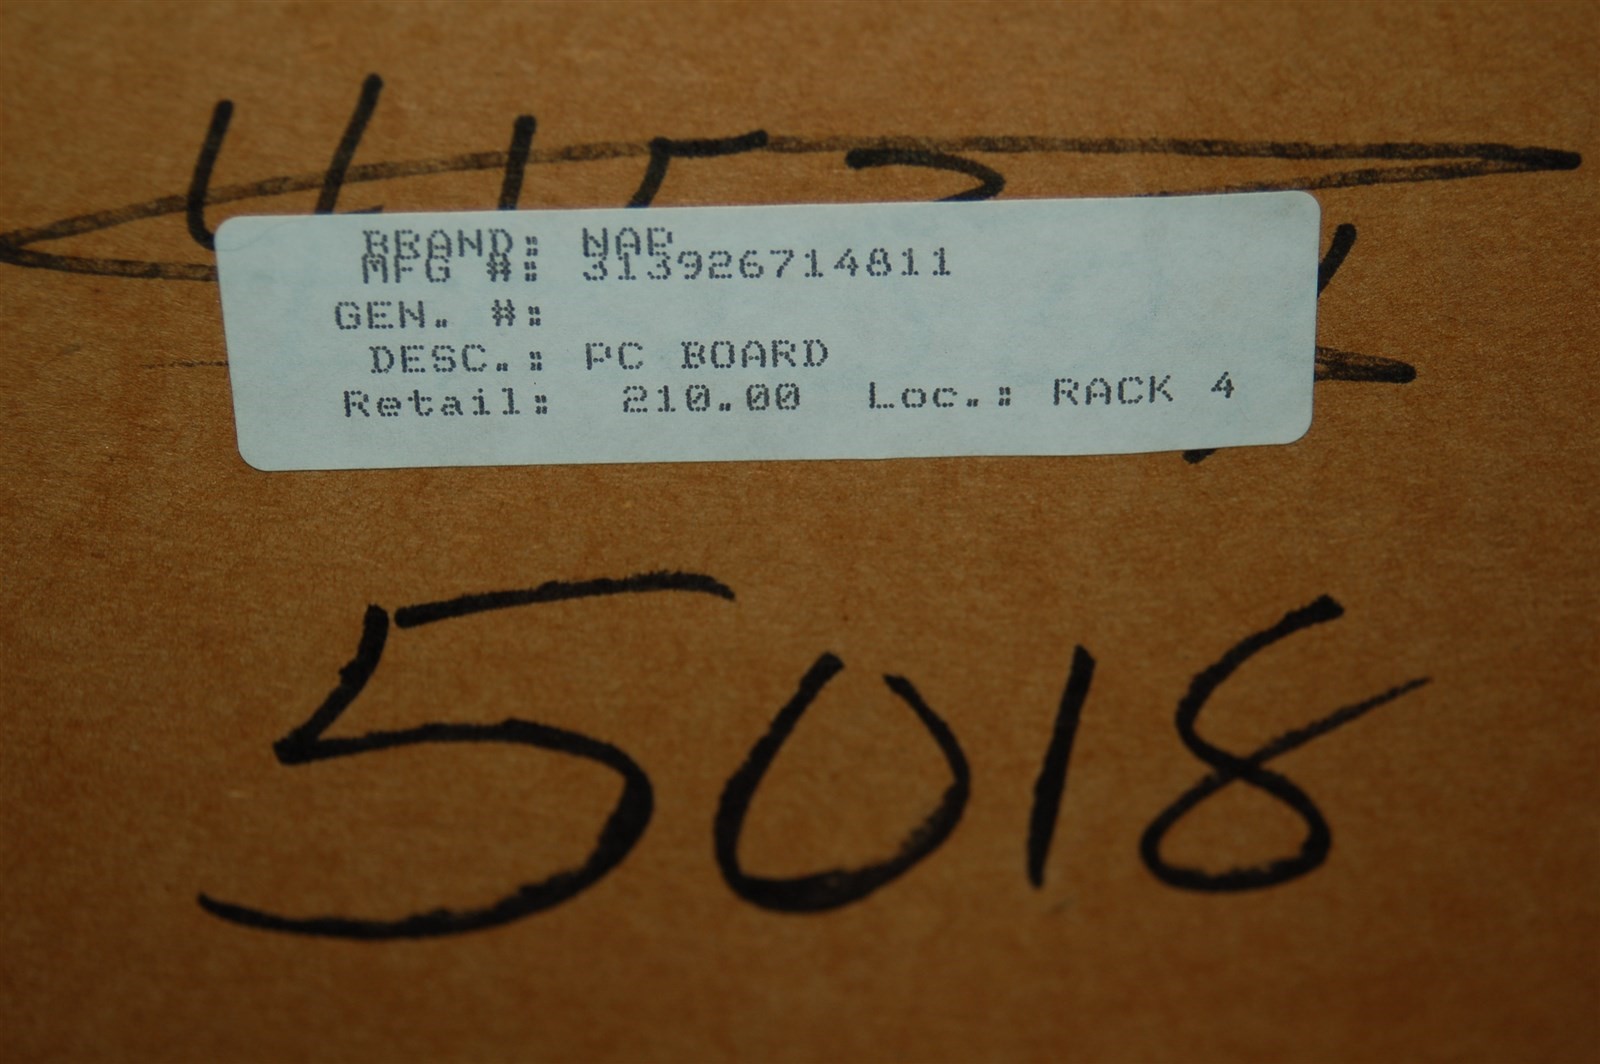 BRAND: NAP
MFG #: 313926714811
GEN. #:
DESC.: PC BOARD
Retail: 210.00 Loc.: RACK 4
5018